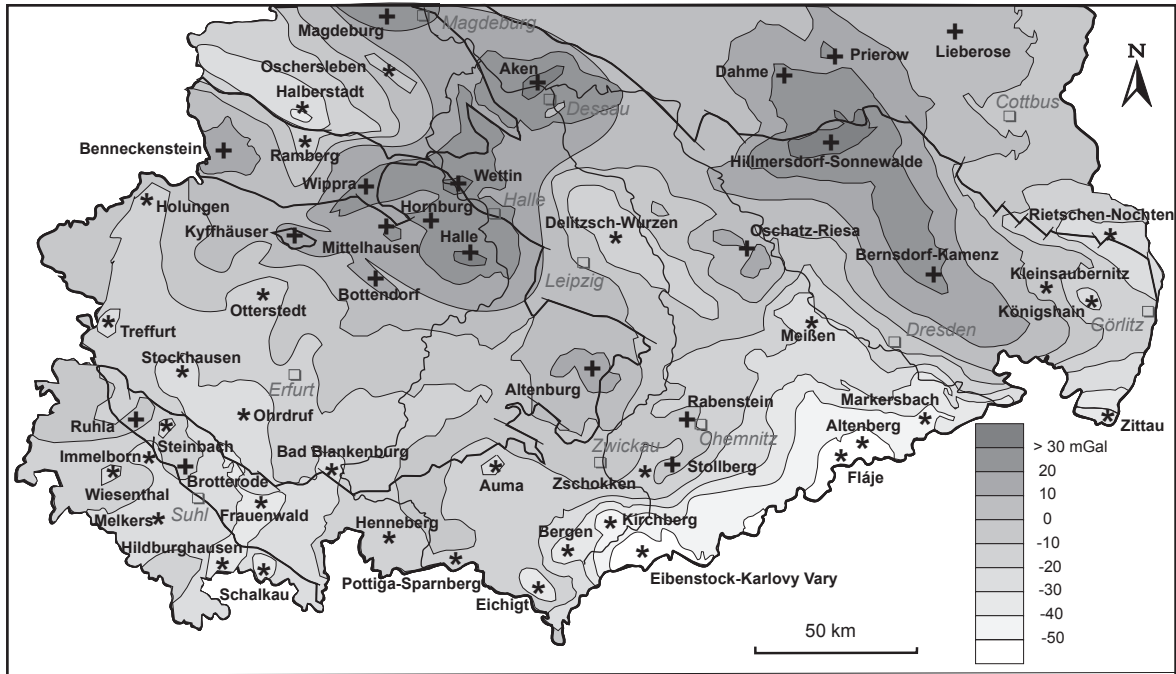 Magdeburg
Magdeburg
Prierow
Lieberose
N
Oschersleben
Aken
Dahme
Halberstadt
Dessau
Cottbus
Benneckenstein
Ramberg
Hillmersdorf-Sonnewalde
Wippra
Wettin
Holungen
Hornburg
Halle
Delitzsch-Wurzen
Rietschen-Nochten
Kyffhäuser
Mittelhausen
Halle
Oschatz-Riesa
Bernsdorf-Kamenz
Leipzig
Kleinsaubernitz
Bottendorf
Otterstedt
Königshain
Görlitz
Treffurt
Meißen
Dresden
Stockhausen
Erfurt
Altenburg
Rabenstein
Markersbach
Ohrdruf
Ruhla
Chemnitz
Altenberg
Zittau
Steinbach
Zwickau
Immelborn
Bad Blankenburg
Stollberg
Fláje
Brotterode
Auma
Zschokken
Wiesenthal
Suhl
Melkers
Frauenwald
Henneberg
Bergen
Kirchberg
Hildburghausen
Pottiga-Sparnberg
Eibenstock-Karlovy Vary
Schalkau
Eichigt
50 km
> 30 mGal
20
10
0
-10
-20
-30
-40
-50